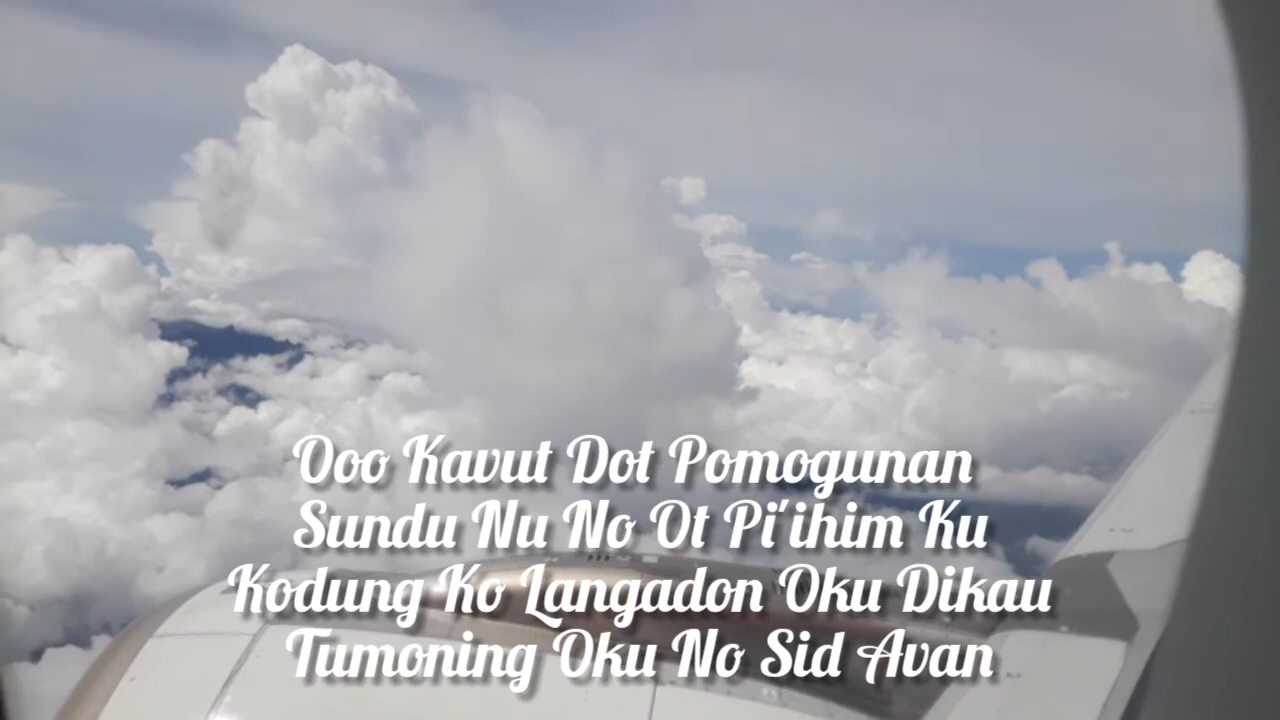 Ooo Kavut Dot Pomogunan
Sundu Nu No Ot Pi'ihim Ku
Kodung Ko Langadon Oku Dikau
Tumoning Oku No Sid Avan